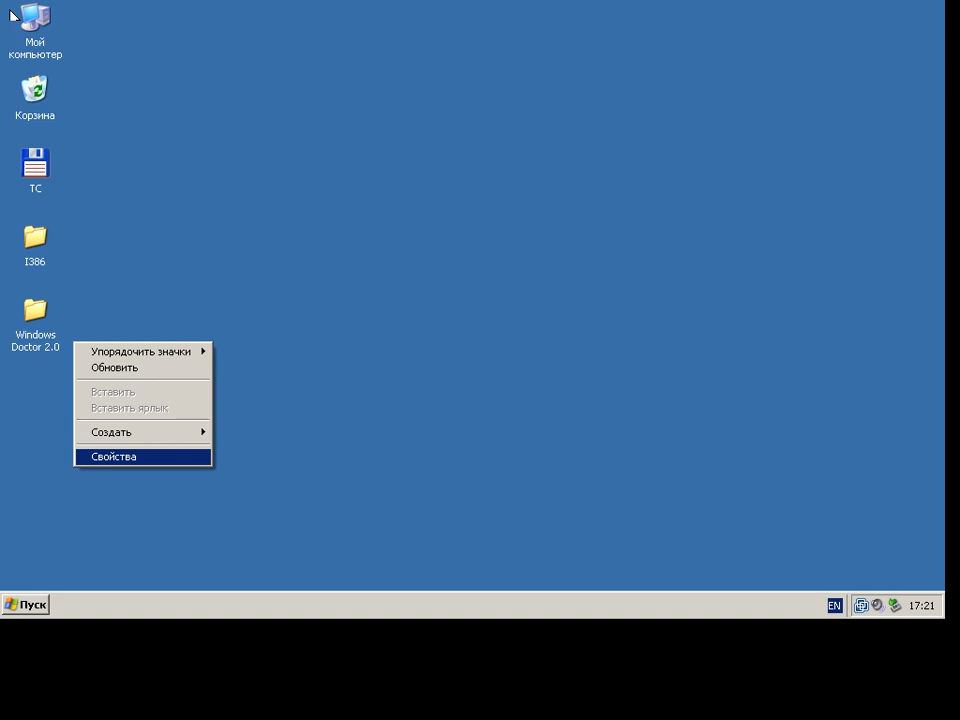 Мой
компьютер
Корзина
TC
I386
Windows
Doctor 2.0
Упорядочить значки
Обновить
Вставить
Вставить ярлык
Создать
Свойства
Пуск
EN
17:21